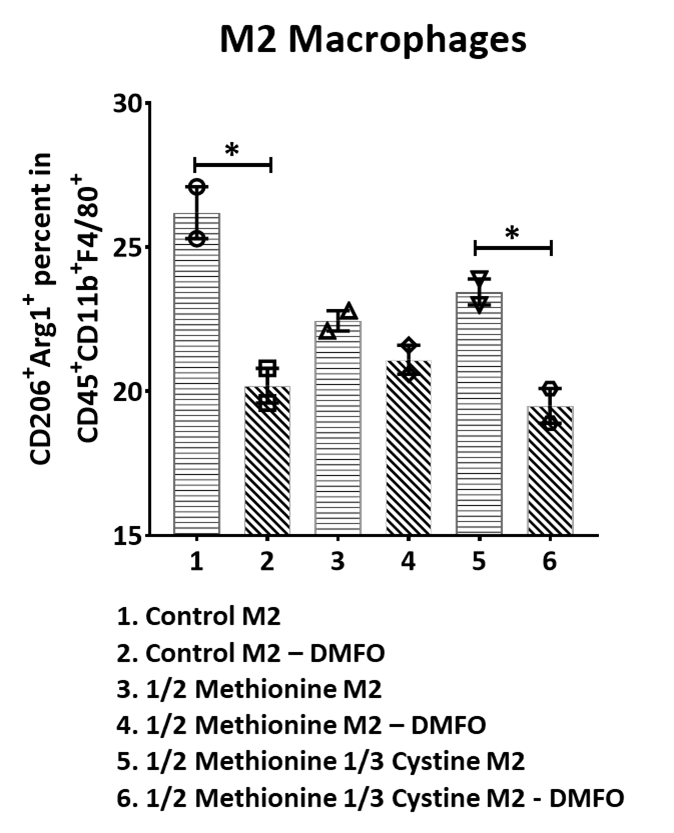 M2 Macrophages
CD206⁺Arg1⁺ percent in
CD45⁺CD11b⁺F4/80⁺
30
25
20
15
*
*
1 2 3 4 5 6
1. Control M2
2. Control M2 – DMFO
3. 1/2 Methionine M2
4. 1/2 Methionine M2 – DMFO
5. 1/2 Methionine 1/3 Cystine M2
6. 1/2 Methionine 1/3 Cystine M2 - DMFO